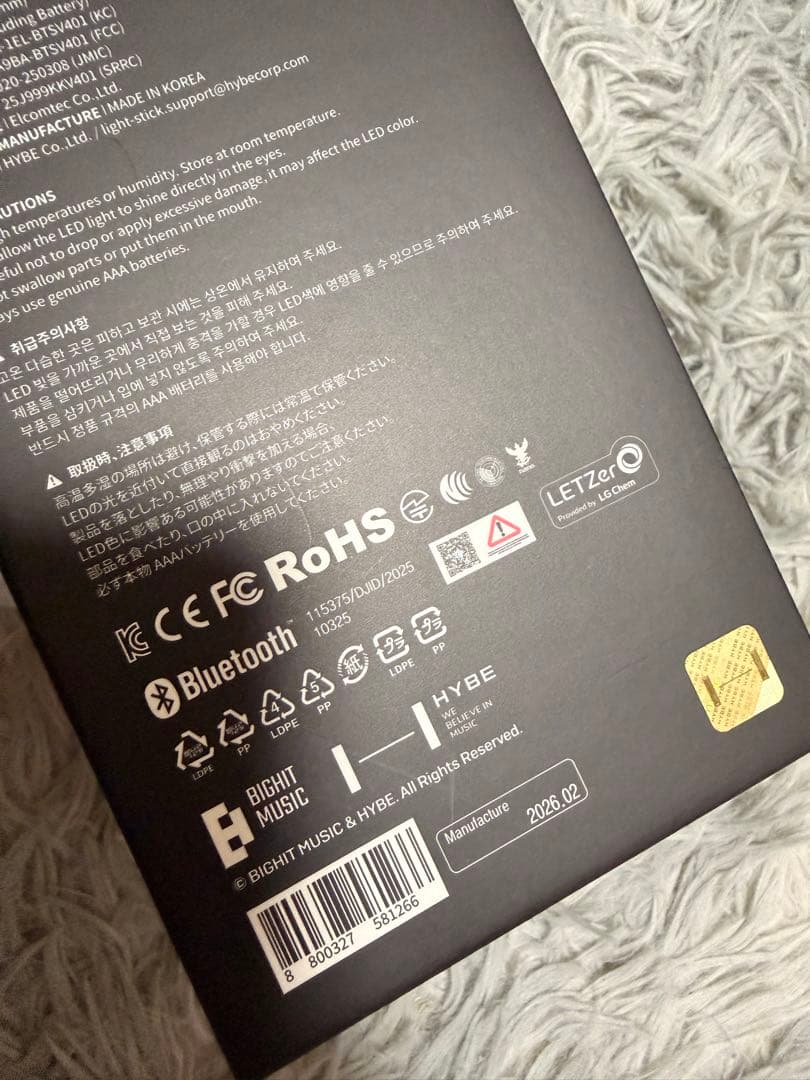 mm)
uding Battery)
-1EL-BTSV401 (KC)
A9BA-BTSV401 (FCC)
020-250308 (JMIC)
25J999KKV401 (SRRC)
| Elcomtec Co.,Ltd.
MANUFACTURE | MADE IN KOREA
HYBE Co.,Ltd. / light-stick.support@hybecorp.com
AUTIONS
gh temperatures or humidity. Store at room temperature.
allow the LED light to shine directly in the eyes.
eful not to drop or apply excessive damage, it may affect the LED color.
ot swallow parts or put them in the mouth.
ays use genuine AAA batteries.
취급주의사항
고온 다습한 곳은 피하고 보관 시에는 상온에서 유지하여 주세요.
LED 빛을 가까운 곳에서 직접 보는 것을 피해 주세요.
제품을 떨어뜨리거나 무리하게 충격을 가할 경우 LED색에 영향을 줄 수 있으므로 주의하여 주세요.
부품을 삼키거나 입에 넣지 않도록 주의하여 주세요.
반드시 정품 규격의 AAA 배터리를 사용해야 합니다.
取扱時、注意事項
高温多湿の場所は避け、保管する際には常温で保管ください。
LEDの光を近付いて直接観るのはおやめください。
製品を落としたり、無理やり衝撃を加える場合、
LED色に影響ある可能性がありますのでご注意ください。
部品を食べたり、口の中に入れないでください。
必ず本物 AAAバッテリーを使用してください。
KC CE FC RoHS
LETZero
Provided by LG Chem
Bluetooth™
115375/DJID/2025
10325
LDPE
PP
4
LDPE
5
PP
紙
プラ
LDPE
プラ
PP
BIGHIT
MUSIC
HYBE
WE
BELIEVE IN
MUSIC
© BIGHIT MUSIC & HYBE. All Rights Reserved.
Manufacture 2026.02
8 800327 581266